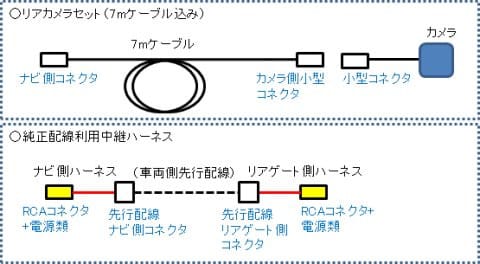 ○リアカメラセット(7mケーブル込み)
カメラ
7mケーブル
ナビ側コネクタ
カメラ側小型
コネクタ
小型コネクタ
○純正配線利用中継ハーネス
ナビ側ハーネス
(車両側先行配線)
リアゲート側ハーネス
RCAコネクタ
+電源類
先行配線
ナビ側コネクタ
先行配線
リアゲート側
コネクタ
RCAコネクタ+
電源類